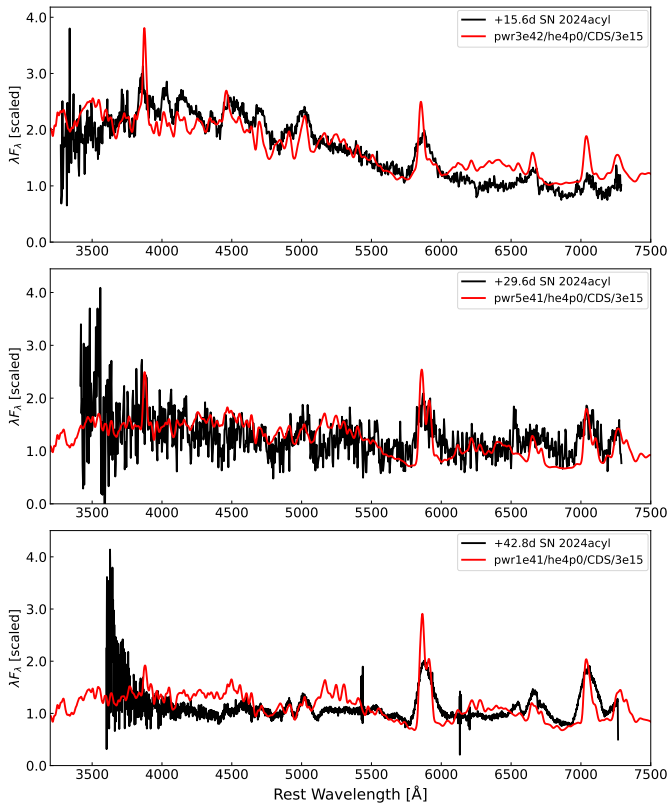 4.0
3.0
2.0
1.0
0.0
λFλ [scaled]
+15.6d SN 2024acyl
pwr3e42/he4p0/CDS/3e15
3500 4000 4500 5000 5500 6000 6500 7000 7500
4.0
3.0
2.0
1.0
0.0
λFλ [scaled]
+29.6d SN 2024acyl
pwr5e41/he4p0/CDS/3e15
3500 4000 4500 5000 5500 6000 6500 7000 7500
4.0
3.0
2.0
1.0
0.0
λFλ [scaled]
+42.8d SN 2024acyl
pwr1e41/he4p0/CDS/3e15
3500 4000 4500 5000 5500 6000 6500 7000 7500
Rest Wavelength [Å]